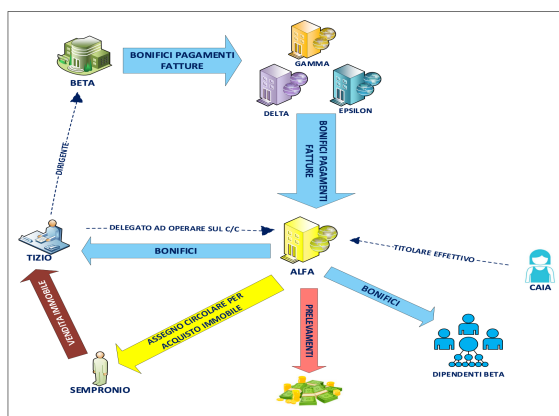 BONIFICI PAGAMENTI
FATTURE
GAMMA
BETA
DELTA
EPSILON
DIRIGENTE
BONIFICI PAGAMENTI
FATTURE
DELEGATO AD OPERARE SUL C/C
TITOLARE EFFETTIVO
TIZIO
BONIFICI
ALFA
CAIA
VENDITA IMMOBILE
ASSEGNO CIRCOLARE PER
ACQUISTO IMMOBILE
PRELEVAMENTI
BONIFICI
SEMPRONIO
DIPENDENTI BETA